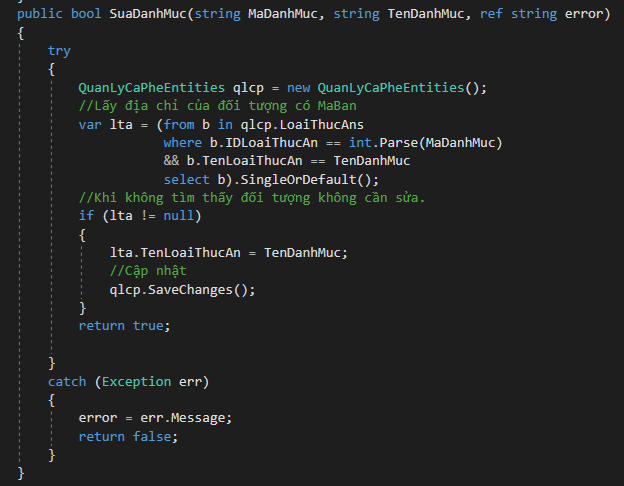 public bool SuaDanhMuc(string MaDanhMuc, string TenDanhMuc, ref string error)
{
try
{
QuanLyCaPheEntities qlcp = new QuanLyCaPheEntities();
//Lấy địa chỉ của đối tượng có MaBan
var lta = (from b in qlcp.LoaiThucAns
where b.IDLoaiThucAn == int.Parse(MaDanhMuc)
&& b.TenLoaiThucAn == TenDanhMuc
select b).SingleOrDefault();
//Khi không tìm thấy đối tượng không cần sửa.
if (lta != null)
{
lta.TenLoaiThucAn = TenDanhMuc;
//Cập nhật
qlcp.SaveChanges();
}
return true;
}
catch (Exception err)
{
error = err.Message;
return false;
}
}